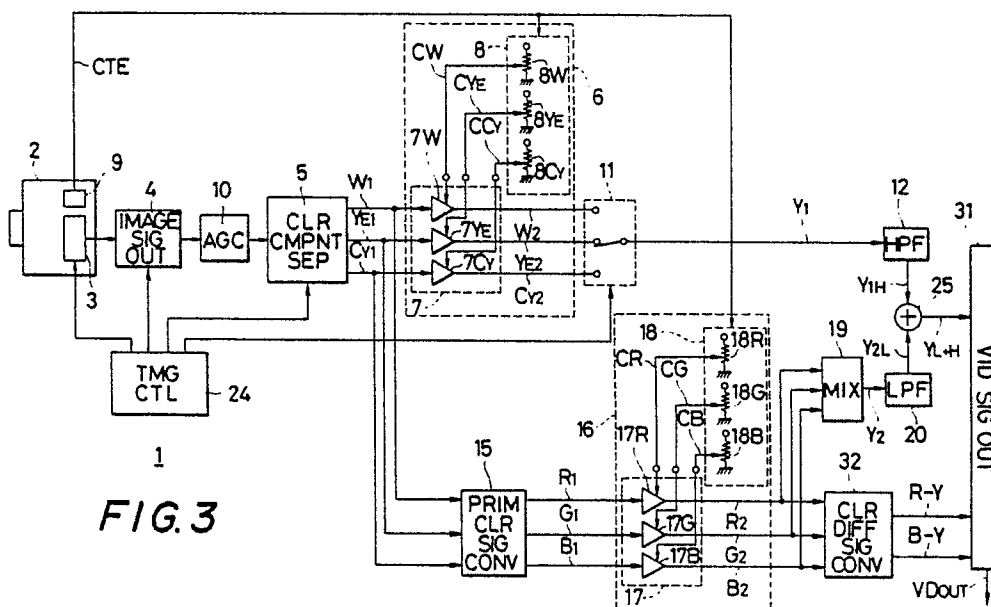 CTE
CW
CYE
CCY
8
8W
8YE
8CY
6
2
9
4
10
5
7W
11
12
31
IMAGE
SIG
OUT
AGC
CLR
CMPNT
SEP
W1
YE1
CY1
7YE
7CY
7
W2
YE2
CY2
Y1
HPF
Y1H
25
+
YL+H
Y2L
3
TMG
CTL
24
1
FIG. 3
18
18R
CR
CG
18G
CB
18B
16
17R
19
MIX
Y2
LPF
20
VID SIG OUT
15
PRIM
CLR
SIG
CONV
R1
G1
B1
17G
17B
17
R2
G2
B2
32
CLR
DIFF
SIG
CONV
R-Y
B-Y
VDOUT